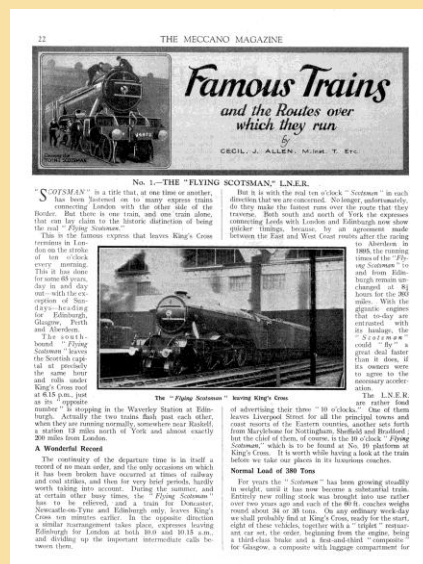 22
THE MECCANO MAGAZINE
Famous Trains
and the Routes over
which they run
by
CECIL. J. ALLEN. M.Inst. T. Etc.
No. 1.—THE "FLYING SCOTSMAN," L.N.E.R.
"SCOTSMAN" is a title that, at one time or another,
has been fastened on to many express trains
connecting London with the other side of the
Border. But there is one train, and one train alone,
that can lay claim to the historic distinction of being
the real "Flying Scotsman."
This is the famous express that leaves King's Cross
terminus in Lon-
don on the stroke
of ten o'clock
every morning.
This it has done
for some 65 years,
day in and day
out—with the ex-
ception of Sun-
days—heading
for Edinburgh,
Glasgow, Perth
and Aberdeen.
The south-
bound "Flying
Scotsman" leaves
the Scottish capi-
tal at precisely
the same hour
and rolls under
King's Cross roof
at 6.15 p.m., just
as its "opposite
number" is stopping in the Waverley Station at Edin-
burgh. Actually the two trains flash past each other,
when they are running normally, somewhere near Raskelf,
a station 13 miles north of York and almost exactly
200 miles from London.
A Wonderful Record
The continuity of the departure time is in itself a
record of no mean order, and the only occasions on which
it has been broken have occurred at times of railway
and coal strikes, and then for very brief periods, hardly
worth taking into account. During the summer, and
at certain other busy times, the "Flying Scotsman"
has to be relieved, and a train for Doncaster,
Newcastle-on-Tyne and Edinburgh only, leaves King's
Cross ten minutes earlier. In the opposite direction
a similar rearrangement takes place, expresses leaving
Edinburgh for London at both 10.0 and 10.15 a.m.,
and dividing up the important intermediate calls be-
tween them.
But it is with the real ten o'clock "Scotsman" in each
direction that we are concerned. No longer, unfortunately,
do they make the fastest runs over the route that they
traverse. Both south and north of York the expresses
connecting Leeds with London and Edinburgh now show
quicker timings, because, by an agreement made
between the East and West Coast routes after the racing
to Aberdeen in
1895, the running
times of the "Fly-
ing Scotsman" to
and from Edin-
burgh remain un-
changed at 8¼
hours for the 393
miles. With the
gigantic engines
that to-day are
entrusted with
its haulage, the
"Scotsman"
could "fly" a
great deal faster
than it does, if
its owners were
to agree to the
necessary acceler-
ation.
The L.N.E.R.
are rather fond
of advertising their three "10 o'clocks." One of them
leaves Liverpool Street for all the principal towns and
coast resorts of the Eastern counties, another sets forth
from Marylebone for Nottingham, Sheffield and Bradford;
but the chief of them, of course, is the 10 o'clock "Flying
Scotsman," which is to be found at No. 10 platform at
King's Cross. It is worth while having a look at the train
before we take our places in its luxurious coaches.
Normal Load of 380 Tons
For years the "Scotsman" has been growing steadily
in weight, until it has now become a substantial train.
Entirely new rolling stock was brought into use rather
over two years ago and each of the 60 ft. coaches weighs
round about 34 or 35 tons. On any ordinary week-day
we shall probably find at King's Cross, ready for the start,
eight of these vehicles, together with a "triplet" restaur-
ant car set, the order, beginning from the engine, being
a third-class brake and a first-and-third "composite"
for Glasgow, a composite with luggage compartment for
The "Flying Scotsman" leaving King's Cross